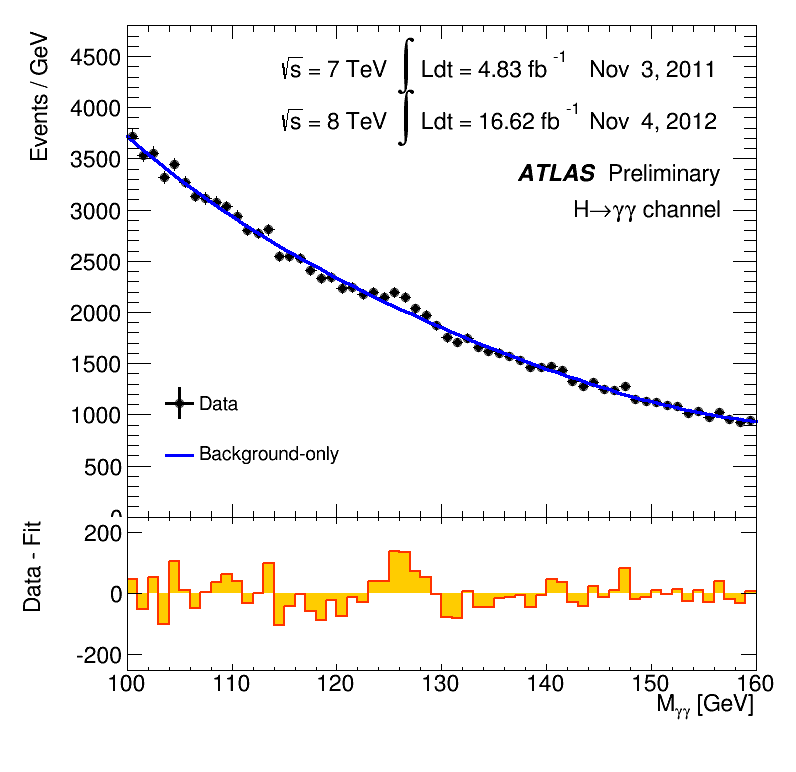 Events / GeV
4500
4000
3500
3000
2500
2000
1500
1000
500
0
√s = 7 TeV ∫ Ldt = 4.83 fb⁻¹ Nov 3, 2011
√s = 8 TeV ∫ Ldt = 16.62 fb⁻¹ Nov 4, 2012
ATLAS Preliminary
H→γγ channel
Data
Background-only
Data - Fit
200
0
-200
100 110 120 130 140 150 160
Mγγ [GeV]